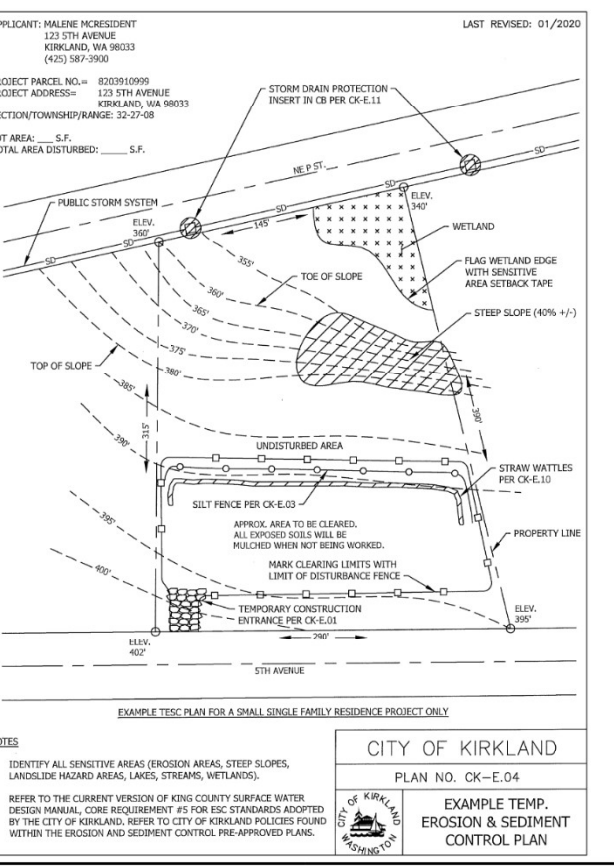 PPLICANT: MALENE MCRESIDENT
123 5TH AVENUE
KIRKLAND, WA 98033
(425) 587-3900
LAST REVISED: 01/2020
ROJECT PARCEL NO.= 8203910999
ROJECT ADDRESS= 123 5TH AVENUE
KIRKLAND, WA 98033
ECTION/TOWNSHIP/RANGE: 32-27-08
OT AREA: ___ S.F.
OTAL AREA DISTURBED: _____ S.F.
STORM DRAIN PROTECTION
INSERT IN CB PER CK-E.11
NE P ST.
SD
SD
PUBLIC STORM SYSTEM
ELEV.
360'
ELEV.
340'
145'
SD
SD
WETLAND
355'
FLAG WETLAND EDGE
WITH SENSITIVE
AREA SETBACK TAPE
TOE OF SLOPE
360'
365'
STEEP SLOPE (40% +/-)
370'
375'
TOP OF SLOPE
380'
385'
390'
315'
390'
UNDISTURBED AREA
STRAW WATTLES
PER CK-E.10
SILT FENCE PER CK-E.03
395'
APPROX. AREA TO BE CLEARED.
ALL EXPOSED SOILS WILL BE
MULCHED WHEN NOT BEING WORKED.
PROPERTY LINE
MARK CLEARING LIMITS WITH
LIMIT OF DISTURBANCE FENCE
400'
TEMPORARY CONSTRUCTION
ENTRANCE PER CK-E.01
ELEV.
395'
ELEV.
402'
290'
5TH AVENUE
EXAMPLE TESC PLAN FOR A SMALL SINGLE FAMILY RESIDENCE PROJECT ONLY
OTES
IDENTIFY ALL SENSITIVE AREAS (EROSION AREAS, STEEP SLOPES,
LANDSLIDE HAZARD AREAS, LAKES, STREAMS, WETLANDS).
REFER TO THE CURRENT VERSION OF KING COUNTY SURFACE WATER
DESIGN MANUAL, CORE REQUIREMENT #5 FOR ESC STANDARDS ADOPTED
BY THE CITY OF KIRKLAND. REFER TO CITY OF KIRKLAND POLICIES FOUND
WITHIN THE EROSION AND SEDIMENT CONTROL PRE-APPROVED PLANS.
CITY OF KIRKLAND
PLAN NO. CK-E.04
CITY OF KIRKLAND
WASHINGTON
EXAMPLE TEMP.
EROSION & SEDIMENT
CONTROL PLAN